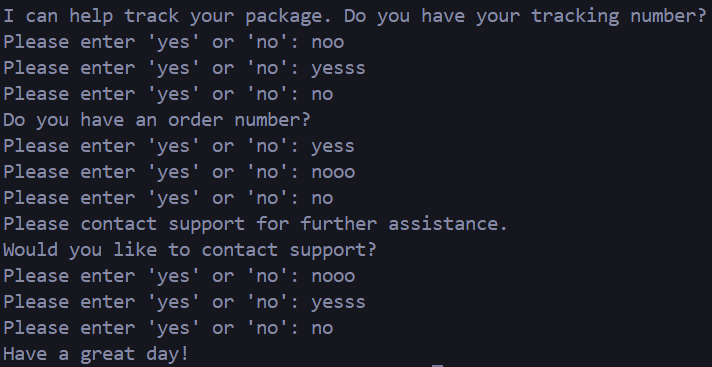 I can help track your package. Do you have your tracking number?
Please enter 'yes' or 'no': noo
Please enter 'yes' or 'no': yesss
Please enter 'yes' or 'no': no
Do you have an order number?
Please enter 'yes' or 'no': yess
Please enter 'yes' or 'no': nooo
Please enter 'yes' or 'no': no
Please contact support for further assistance.
Would you like to contact support?
Please enter 'yes' or 'no': nooo
Please enter 'yes' or 'no': yesss
Please enter 'yes' or 'no': no
Have a great day!